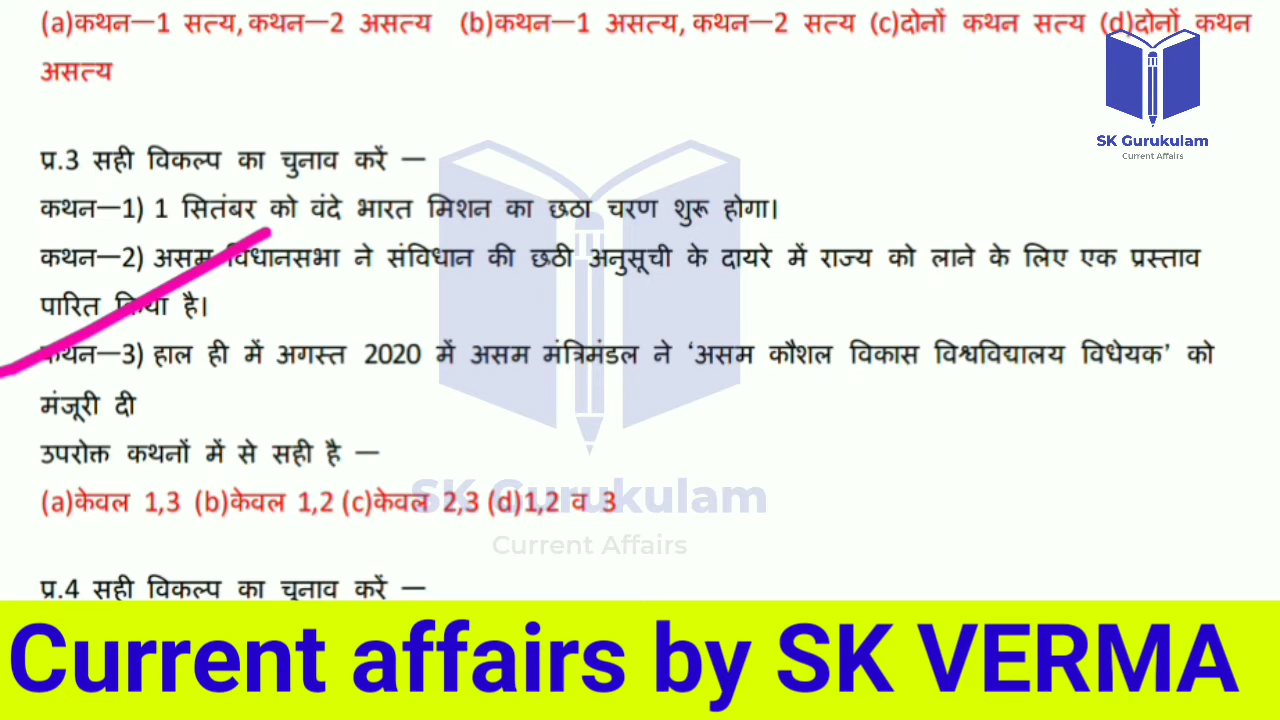 (a)कथन—1 सत्य, कथन—2 असत्य (b)कथन—1 असत्य, कथन—2 सत्य (c)दोनों कथन सत्य (d)दोनों कथन
असत्य
SK Gurukulam
Current Affairs
प्र.3 सही विकल्प का चुनाव करें —
कथन—1) 1 सितंबर को वंदे भारत मिशन का छठा चरण शुरू होगा।
कथन—2) असम विधानसभा ने संविधान की छठी अनुसूची के दायरे में राज्य को लाने के लिए एक प्रस्ताव
पारित किया है।
कथन—3) हाल ही में अगस्त 2020 में असम मंत्रिमंडल ने ‘असम कौशल विकास विश्वविद्यालय विधेयक’ को
मंजूरी दी
उपरोक्त कथनों में से सही है —
(a)केवल 1,3 (b)केवल 1,2 (c)केवल 2,3 (d)1,2 व 3
SK Gurukulam
Current Affairs
प्र.4 सही विकल्प का चुनाव करें —
Current affairs by SK VERMA